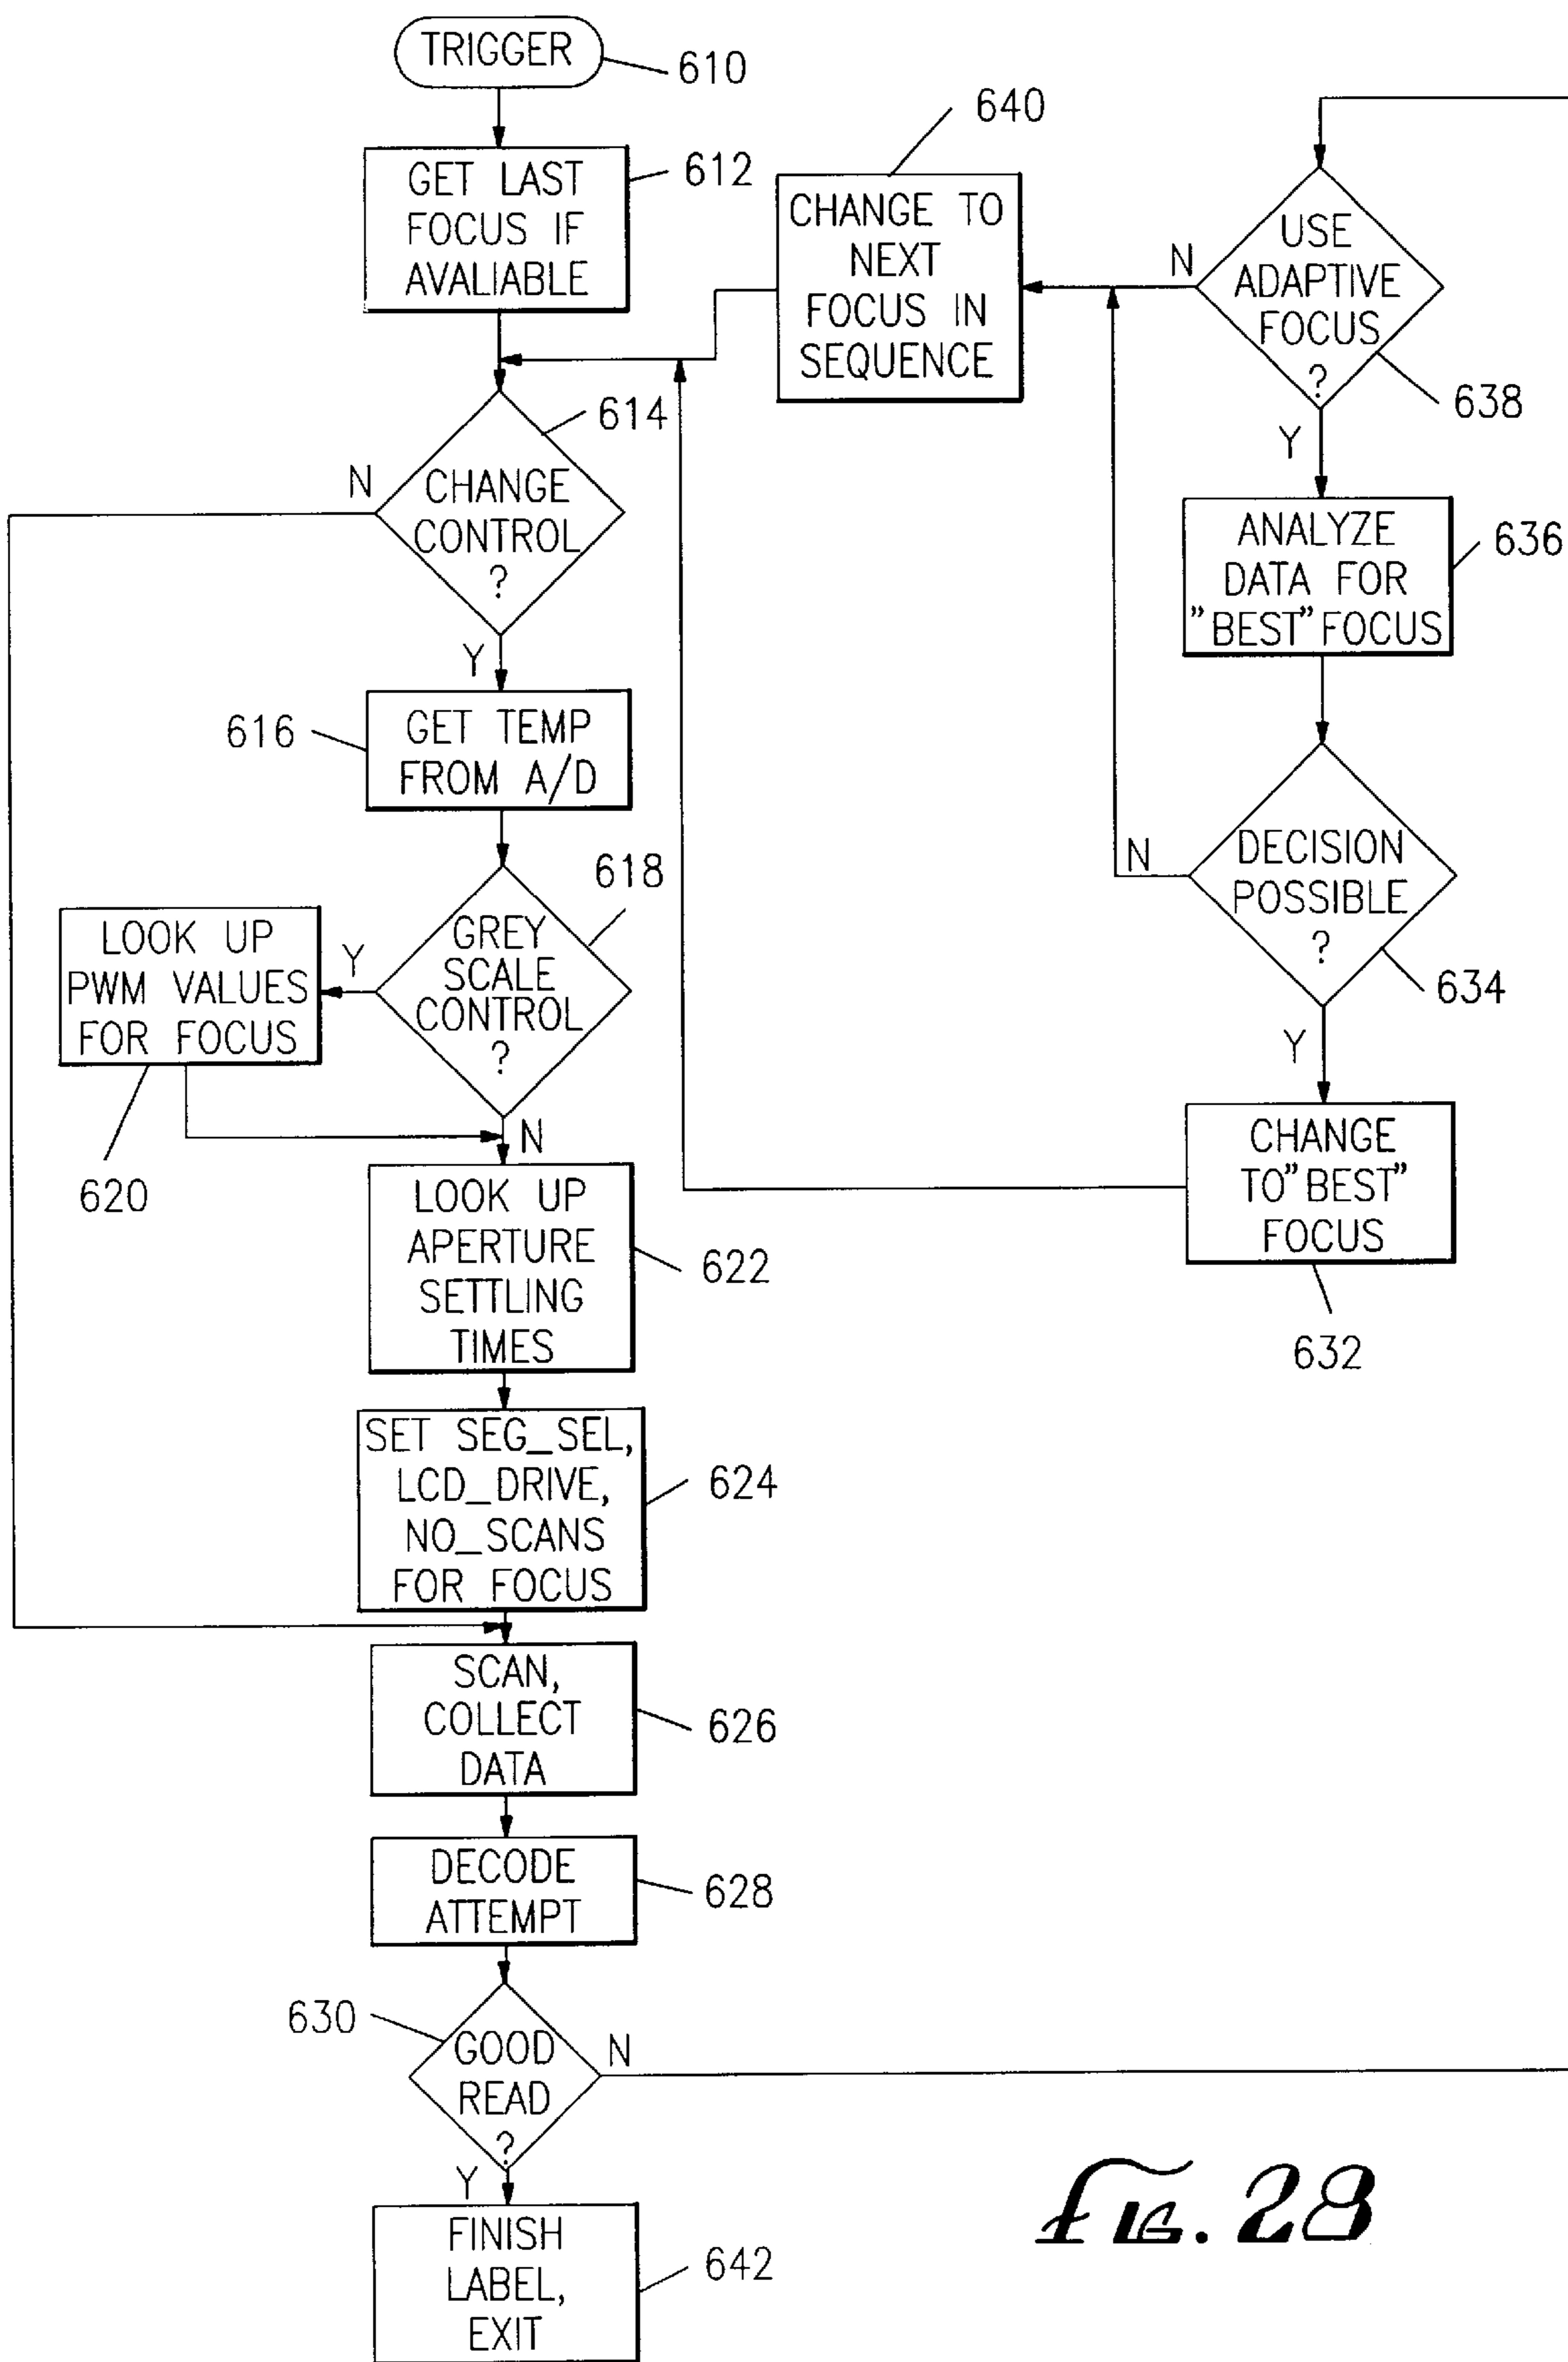 TRIGGER
610
GET LAST
FOCUS IF
AVALIABLE
612
N
CHANGE
CONTROL
?
614
Y
GET TEMP
FROM A/D
616
GREY
SCALE
CONTROL
?
618
Y
LOOK UP
PWM VALUES
FOR FOCUS
620
N
LOOK UP
APERTURE
SETTLING
TIMES
622
SET SEG_SEL,
LCD_DRIVE,
NO_SCANS
FOR FOCUS
624
SCAN,
COLLECT
DATA
626
DECODE
ATTEMPT
628
630
GOOD
READ
?
N
Y
FINISH
LABEL,
EXIT
642
640
CHANGE TO
NEXT
FOCUS IN
SEQUENCE
N
USE
ADAPTIVE
FOCUS
?
638
Y
ANALYZE
DATA FOR
"BEST" FOCUS
636
N
DECISION
POSSIBLE
?
634
Y
CHANGE
TO"BEST"
FOCUS
632
FIG. 28